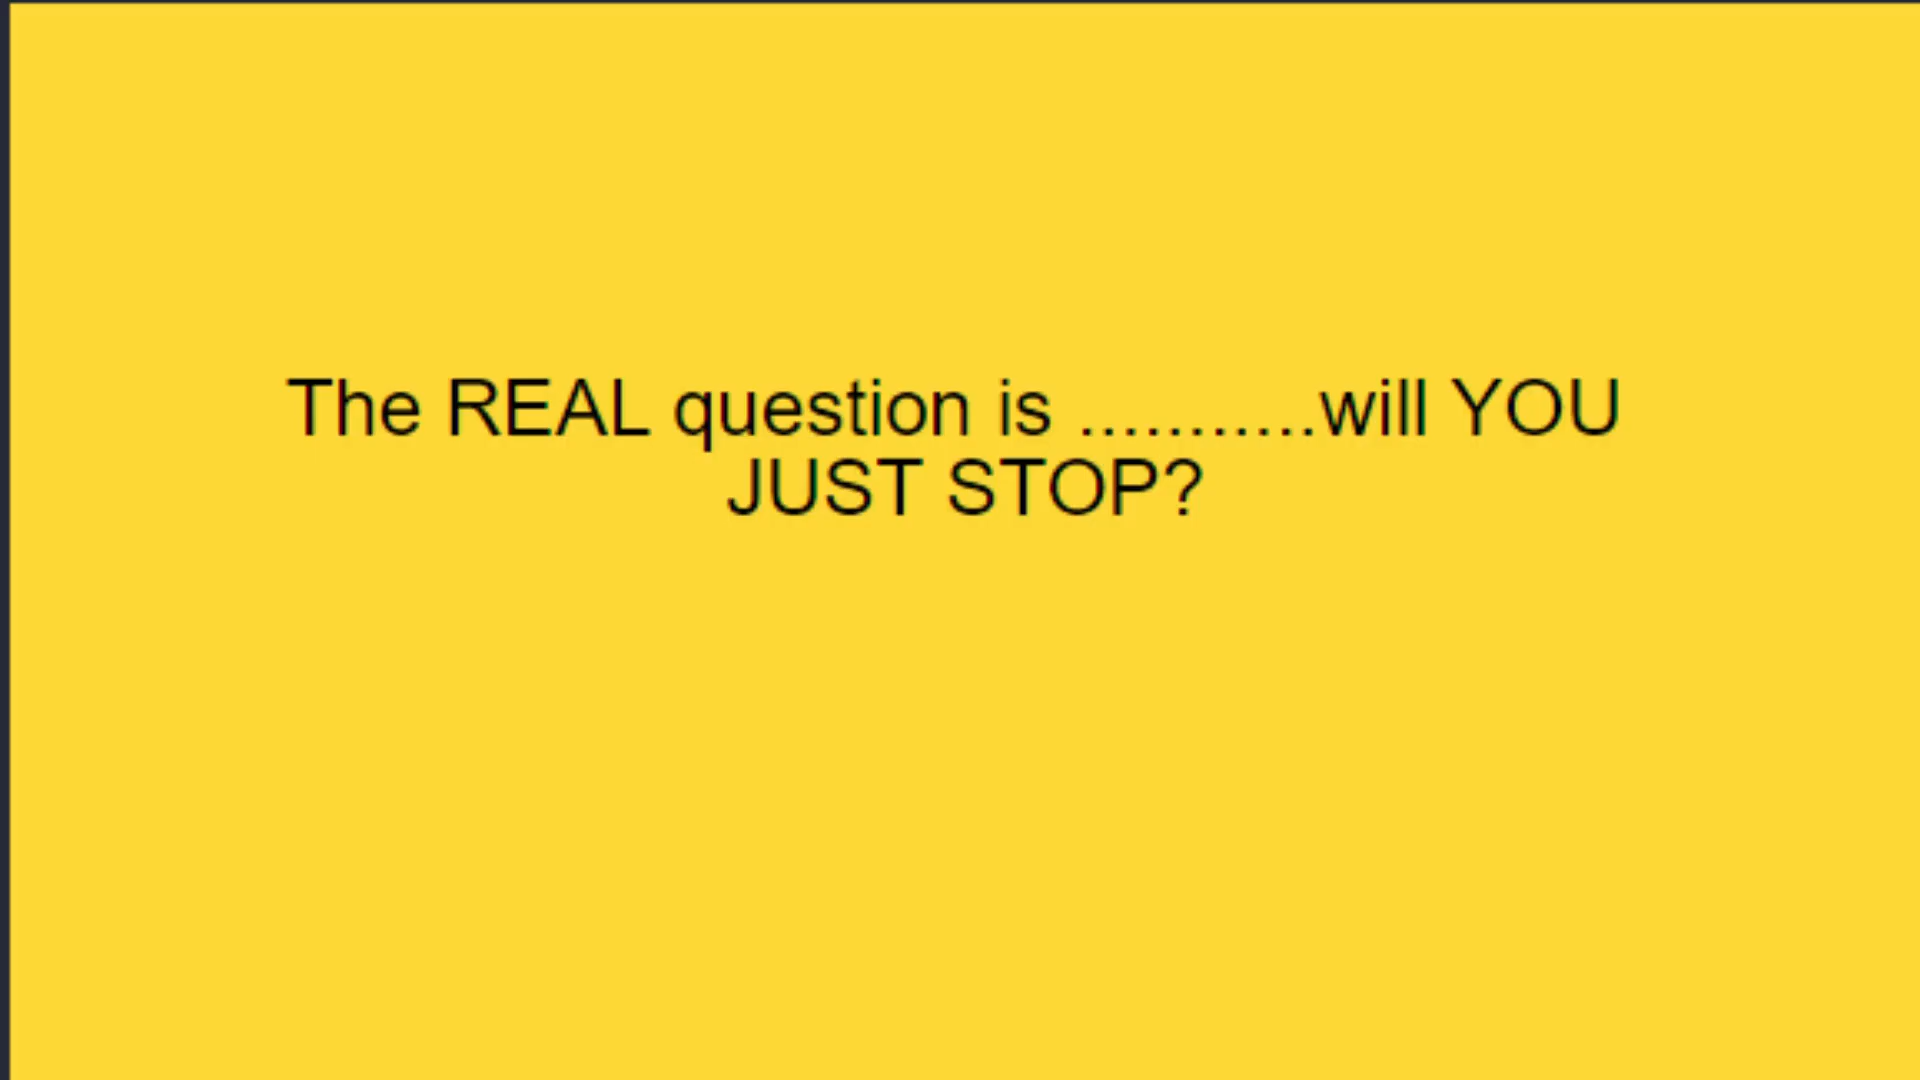 The REAL question is ...........will YOU
JUST STOP?